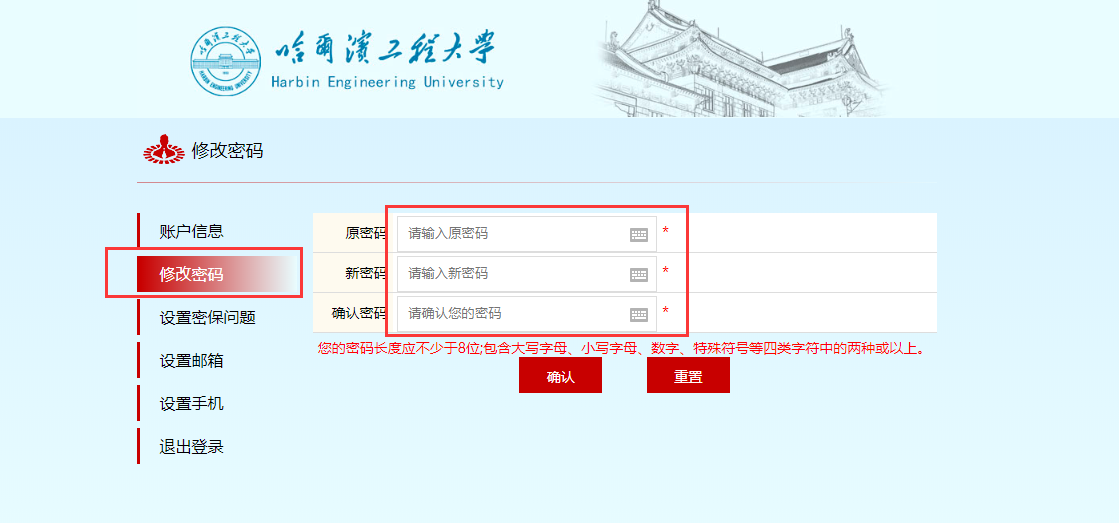 哈尔滨工程大学
Harbin Engineering University
修改密码
账户信息
修改密码
设置密保问题
设置邮箱
设置手机
退出登录
原密码 请输入原密码 *
新密码 请输入新密码 *
确认密码 请确认您的密码 *
您的密码长度应不少于8位;包含大写字母、小写字母、数字、特殊符号等四类字符中的两种或以上。
确认 重置